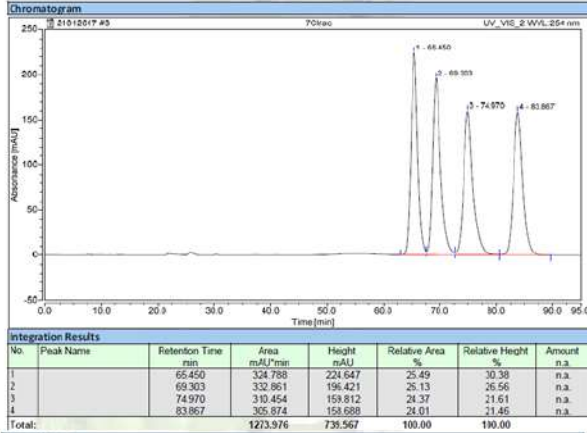 Chromatogram
21012617 #3 7Cirac UV_VIS_2 WVL:254 nm
Absorbance [mAU]
250
200
150
100
50
0
-50
1 - 65.450
2 - 69.303
3 - 74.970
4 - 83.867
0.0 10.0 20.0 30.0 40.0 50.0 60.0 70.0 80.0 90.0 95.0
Time [min]
Integration Results
No. Peak Name Retention Time Area Height Relative Area Relative Height Amount
min mAU*min mAU % % n.a.
1 65.450 324.788 224.647 25.49 30.38 n.a.
2 69.303 332.861 196.421 26.13 26.56 n.a.
3 74.970 310.454 159.812 24.37 21.61 n.a.
4 83.867 305.874 158.688 24.01 21.46 n.a.
Total: 1273.976 739.567 100.00 100.00